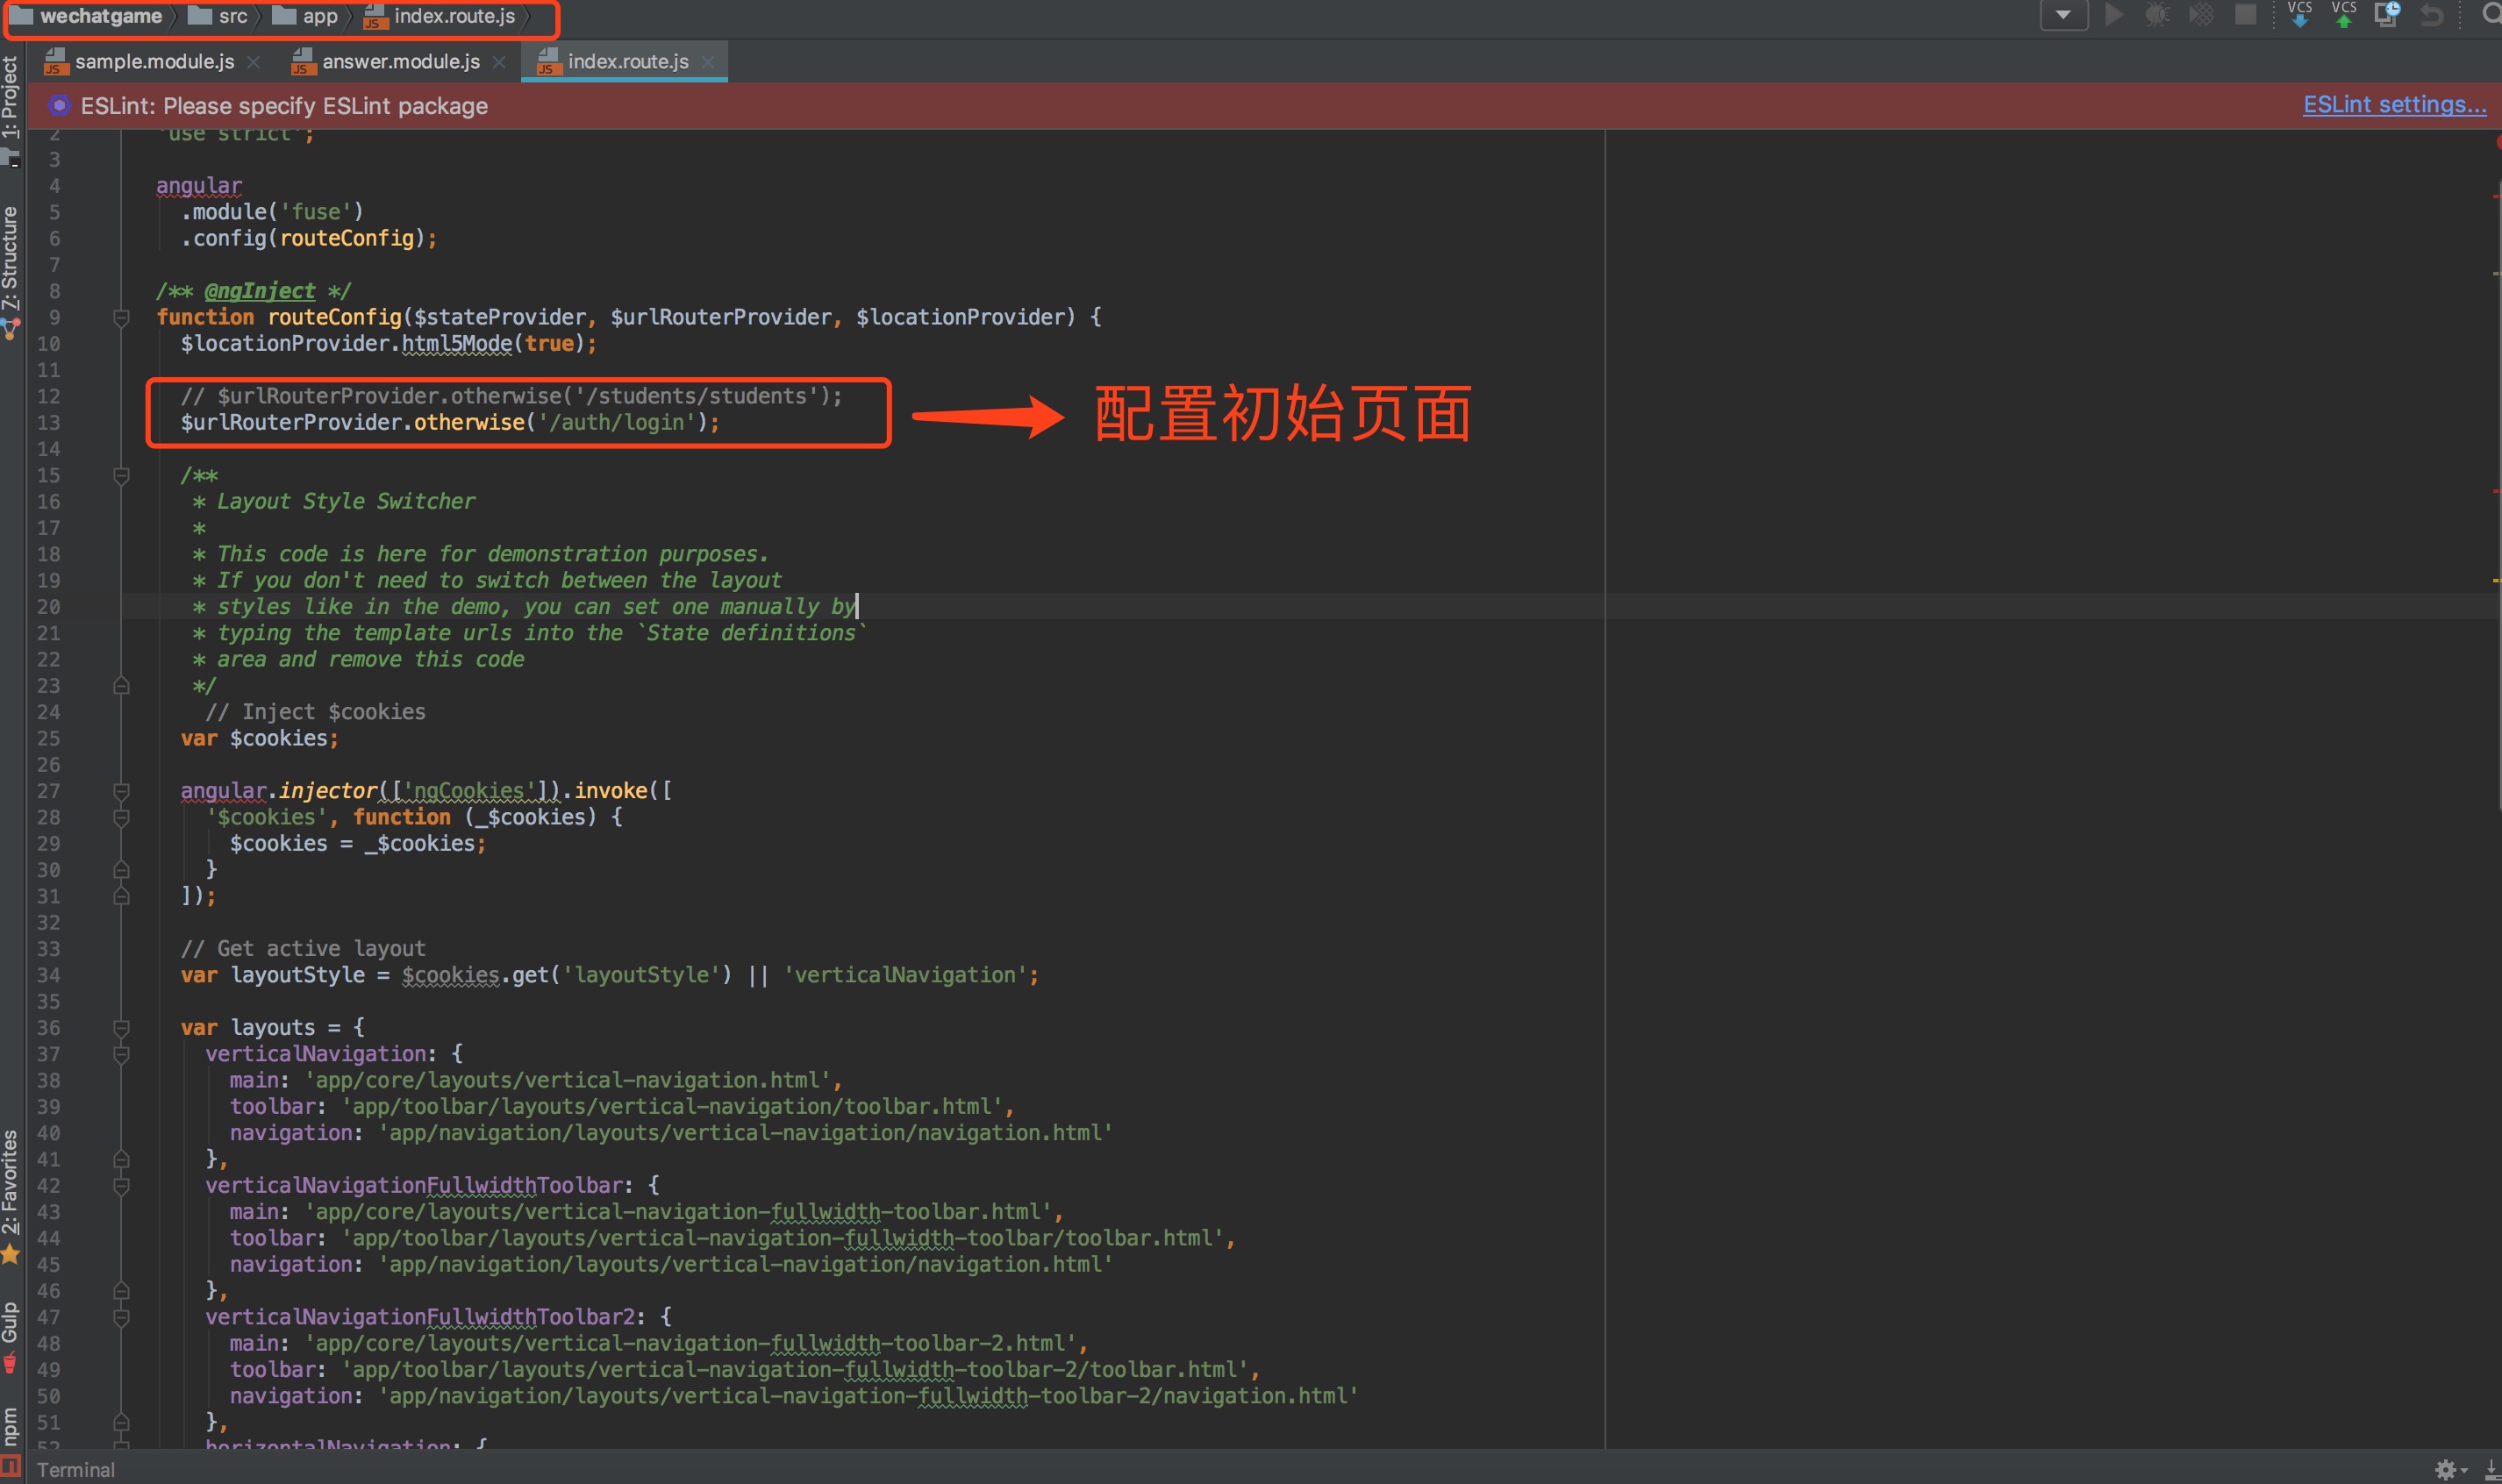 wechatgame src app index.route.js
VCS VCS
sample.module.js answer.module.js index.route.js
ESLint: Please specify ESLint package ESLint settings...
1: Project
7: Structure
2: Favorites
Gulp
npm
2 'use strict';
3
4 angular
5 .module('fuse')
6 .config(routeConfig);
7
8 /** @ngInject */
9 function routeConfig($stateProvider, $urlRouterProvider, $locationProvider) {
10 $locationProvider.html5Mode(true);
11
12 // $urlRouterProvider.otherwise('/students/students');
13 $urlRouterProvider.otherwise('/auth/login');
配置初始页面
14
15 /**
16 * Layout Style Switcher
17 *
18 * This code is here for demonstration purposes.
19 * If you don't need to switch between the layout
20 * styles like in the demo, you can set one manually by
21 * typing the template urls into the `State definitions`
22 * area and remove this code
23 */
24 // Inject $cookies
25 var $cookies;
26
27 angular.injector(['ngCookies']).invoke([
28 '$cookies', function (_$cookies) {
29 $cookies = _$cookies;
30 }
31 ]);
32
33 // Get active layout
34 var layoutStyle = $cookies.get('layoutStyle') || 'verticalNavigation';
35
36 var layouts = {
37 verticalNavigation: {
38 main: 'app/core/layouts/vertical-navigation.html',
39 toolbar: 'app/toolbar/layouts/vertical-navigation/toolbar.html',
40 navigation: 'app/navigation/layouts/vertical-navigation/navigation.html'
41 },
42 verticalNavigationFullwidthToolbar: {
43 main: 'app/core/layouts/vertical-navigation-fullwidth-toolbar.html',
44 toolbar: 'app/toolbar/layouts/vertical-navigation-fullwidth-toolbar/toolbar.html',
45 navigation: 'app/navigation/layouts/vertical-navigation/navigation.html'
46 },
47 verticalNavigationFullwidthToolbar2: {
48 main: 'app/core/layouts/vertical-navigation-fullwidth-toolbar-2.html',
49 toolbar: 'app/toolbar/layouts/vertical-navigation-fullwidth-toolbar-2/toolbar.html',
50 navigation: 'app/navigation/layouts/vertical-navigation-fullwidth-toolbar-2/navigation.html'
51 },
52 horizontalNavigation: {
Terminal